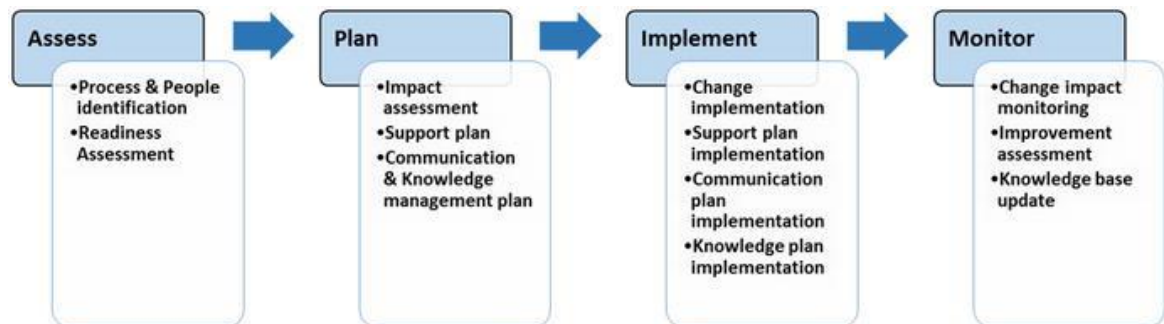 Assess
•Process & People
identification
•Readiness
Assessment
Plan
•Impact
assessment
•Support plan
•Communication
& Knowledge
management plan
Implement
•Change
implementation
•Support plan
implementation
•Communication
plan
implementation
•Knowledge plan
implementation
Monitor
•Change impact
monitoring
•Improvement
assessment
•Knowledge base
update